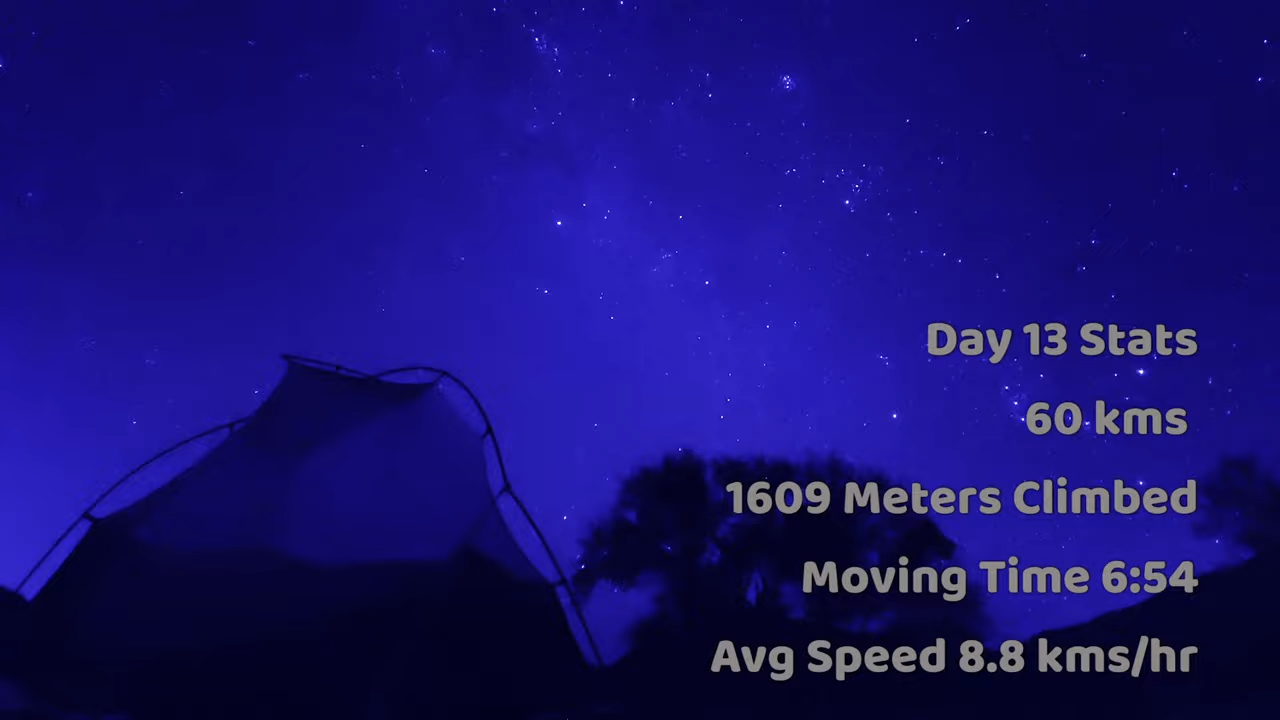 Day 13 Stats
60 kms
1609 Meters Climbed
Moving Time 6:54
Avg Speed 8.8 kms/hr